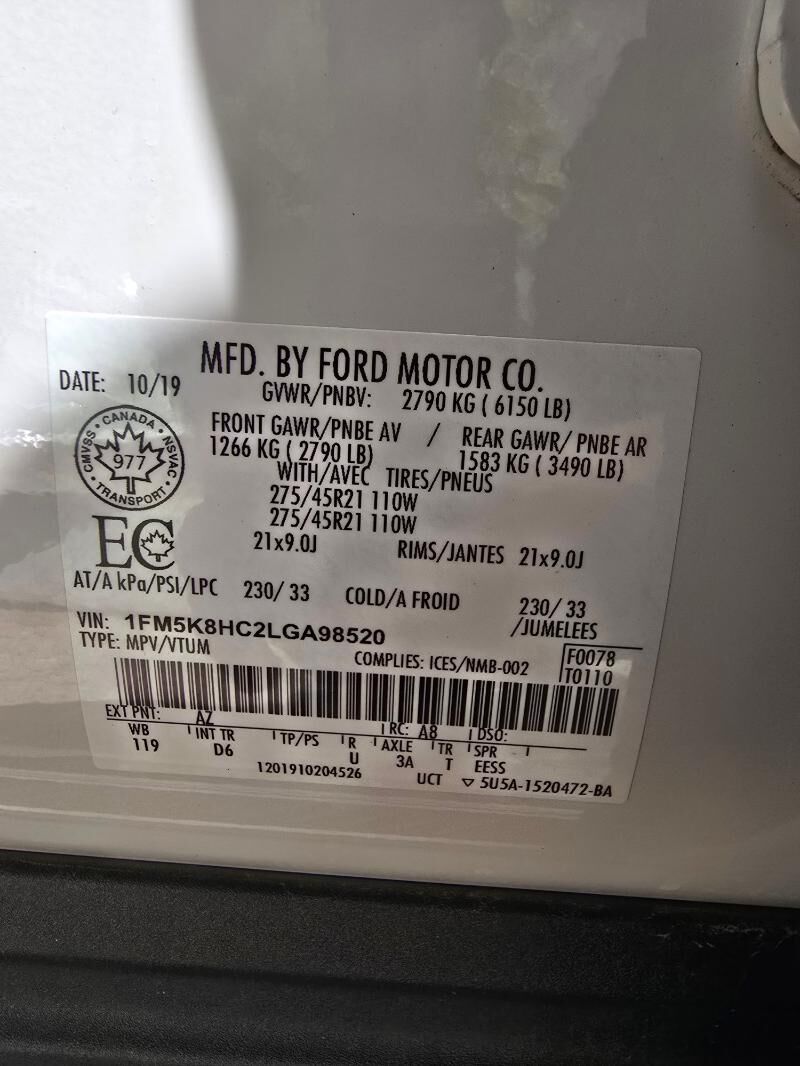 MFD. BY FORD MOTOR CO.
DATE: 10/19
GVWR/PNBV: 2790 KG ( 6150 LB)
FRONT GAWR/PNBE AV / REAR GAWR/ PNBE AR
1266 KG ( 2790 LB) 1583 KG ( 3490 LB)
WITH/AVEC TIRES/PNEUS
275/45R21 110W
275/45R21 110W
21x9.0J RIMS/JANTES 21x9.0J
AT/A kPa/PSI/LPC 230/ 33 COLD/A FROID 230/ 33
/JUMELEES
CANADA
CMVSS • NSVAC
977
TRANSPORT
EC
VIN: 1FM5K8HC2LGA98520
TYPE: MPV/VTUM
COMPLIES: ICES/NMB-002
F0078
T0110
EXT PNT: AZ RC: A8 DSO:
WB INT TR TP/PS R AXLE TR SPR
119 D6 U 3A T EESS
1201910204526 UCT ▽ 5U5A-1520472-BA